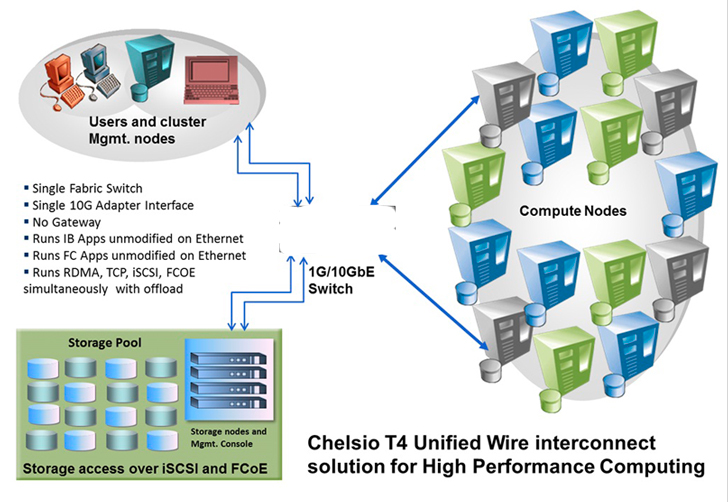 Users and cluster
Mgmt. nodes
▪ Single Fabric Switch
▪ Single 10G Adapter Interface
▪ No Gateway
▪ Runs IB Apps unmodified on Ethernet
▪ Runs FC Apps unmodified on Ethernet
▪ Runs RDMA, TCP, iSCSI, FCOE
simultaneously with offload
1G/10GbE
Switch
Compute Nodes
Storage Pool
Storage nodes and
Mgmt. Console
Storage access over iSCSI and FCoE
Chelsio T4 Unified Wire interconnect
solution for High Performance Computing